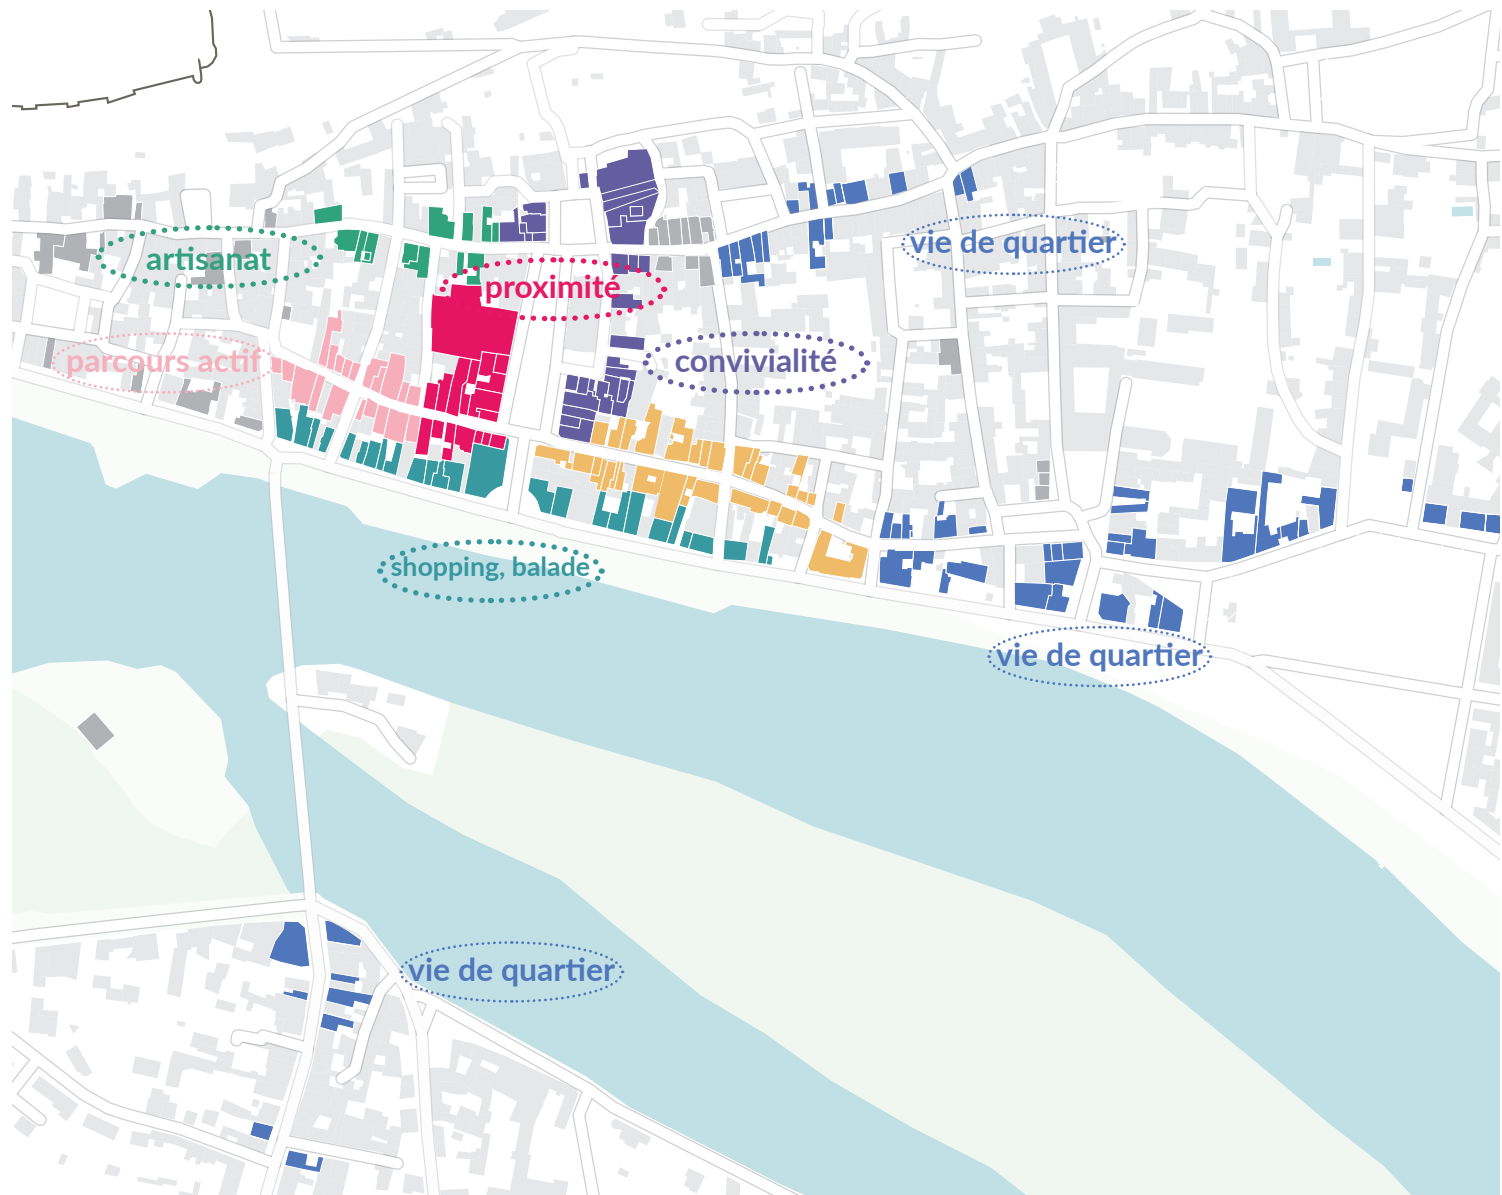 vie de quartier
artisanat
proximité
parcours actif
convivialité
shopping, balade
vie de quartier
vie de quartier